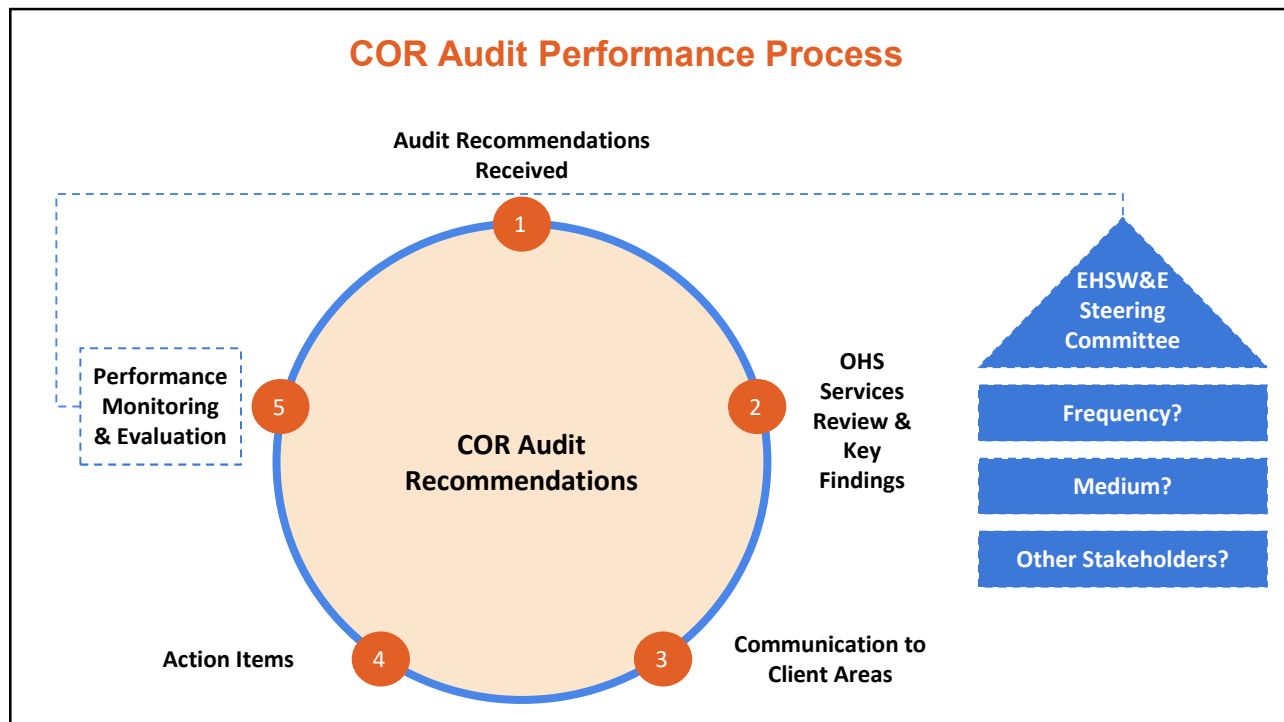 COR Audit Performance Process
Audit Recommendations
Received
1
EHSW&E
Steering
Committee
OHS
Services
Review &
Key
Findings
2
Performance
Monitoring
& Evaluation
5
COR Audit
Recommendations
Frequency?
Medium?
Other Stakeholders?
Communication to
Client Areas
3
Action Items
4